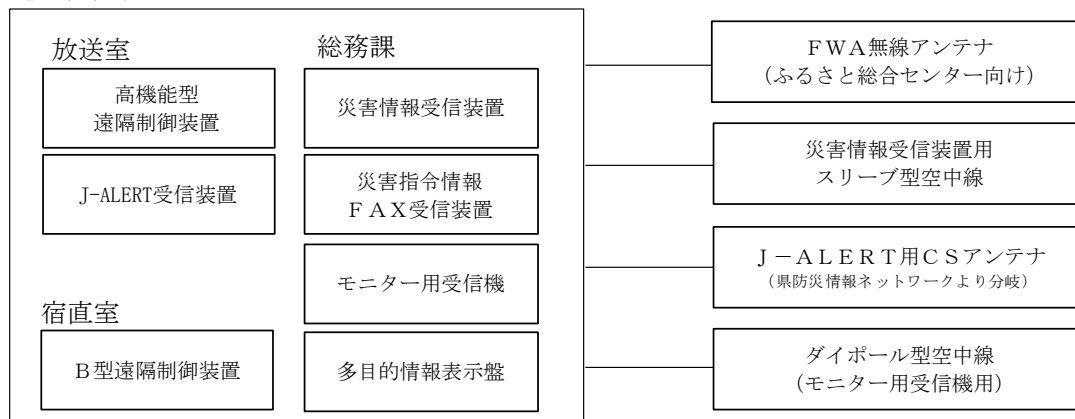 放送室
高機能型
遠隔制御装置
J-ALERT受信装置
宿直室
B型遠隔制御装置
総務課
災害情報受信装置
災害指令情報
FAX受信装置
モニター用受信機
多目的情報表示盤
FWA無線アンテナ
(ふるさと総合センター向け)
災害情報受信装置用
スリーブ型空中線
J-ALERT用CSアンテナ
(県防災情報ネットワークより分岐)
ダイポール型空中線
(モニター用受信機用)